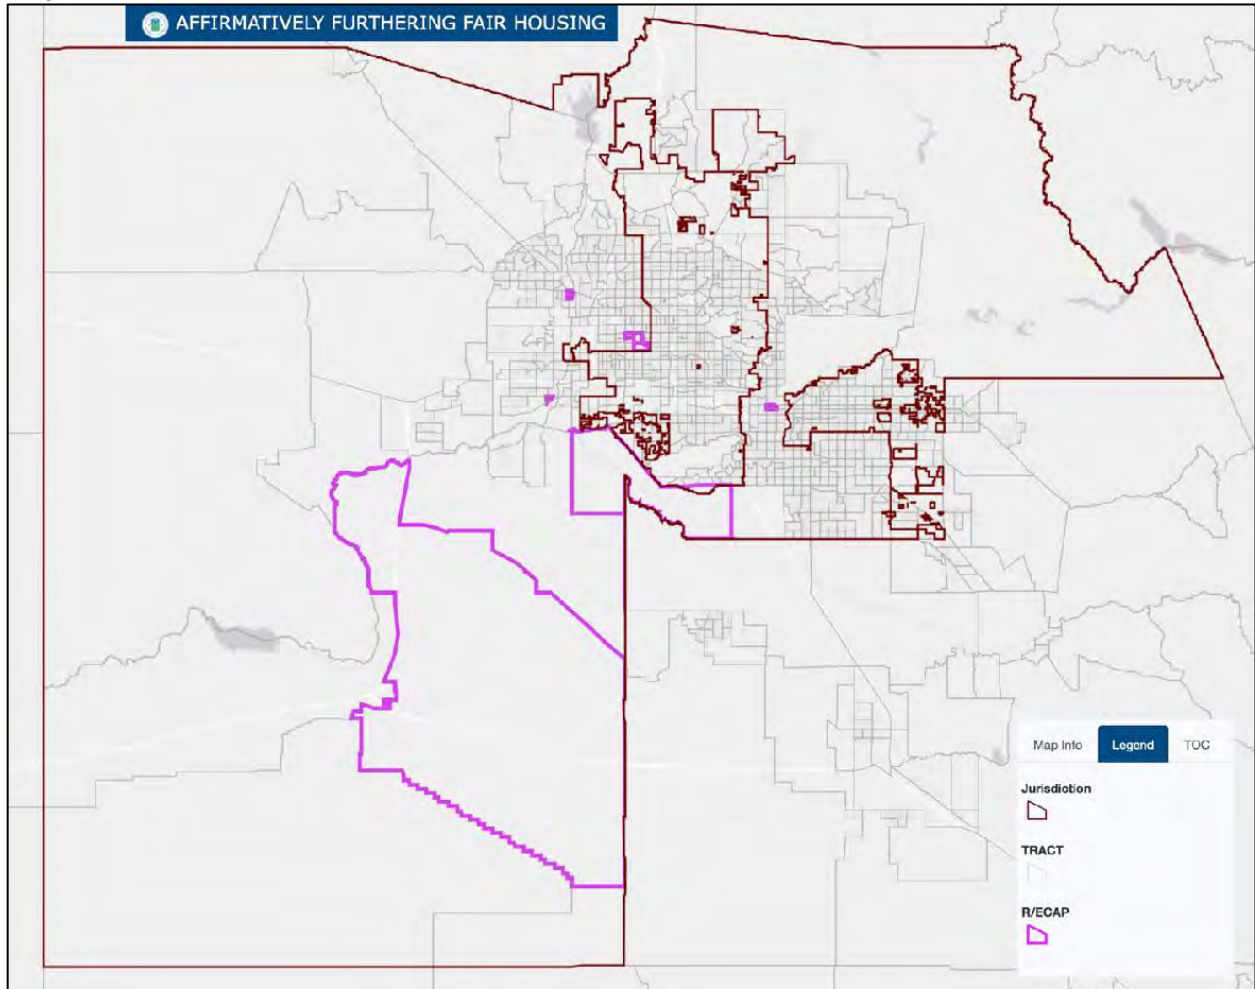 AFFIRMATIVELY FURTHERING FAIR HOUSING
Map Info Legend TOC
Jurisdiction
TRACT
R/ECAP